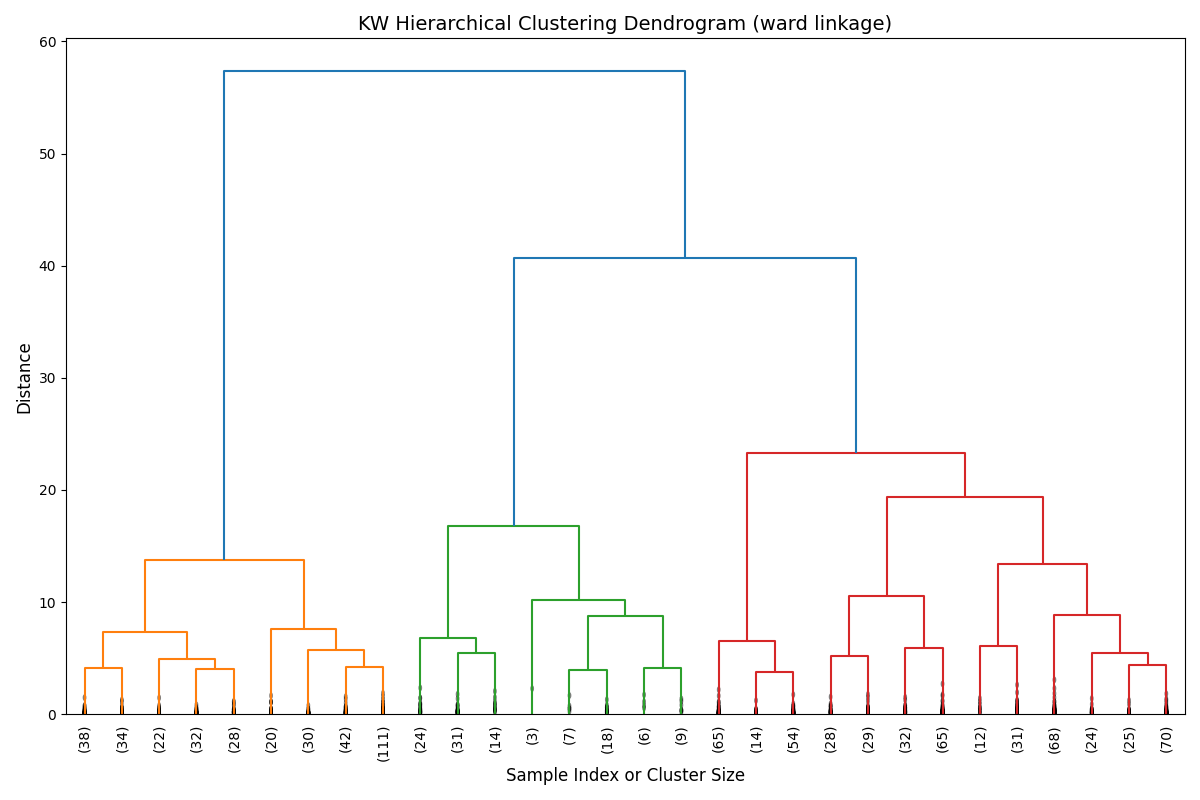 KW Hierarchical Clustering Dendrogram (ward linkage)
60
50
40
30
20
10
0
Distance
(38) (34) (22) (32) (28) (20) (30) (42) (111) (24) (31) (14) (3) (7) (18) (6) (9) (65) (14) (54) (28) (29) (32) (65) (12) (31) (68) (24) (25) (70)
Sample Index or Cluster Size